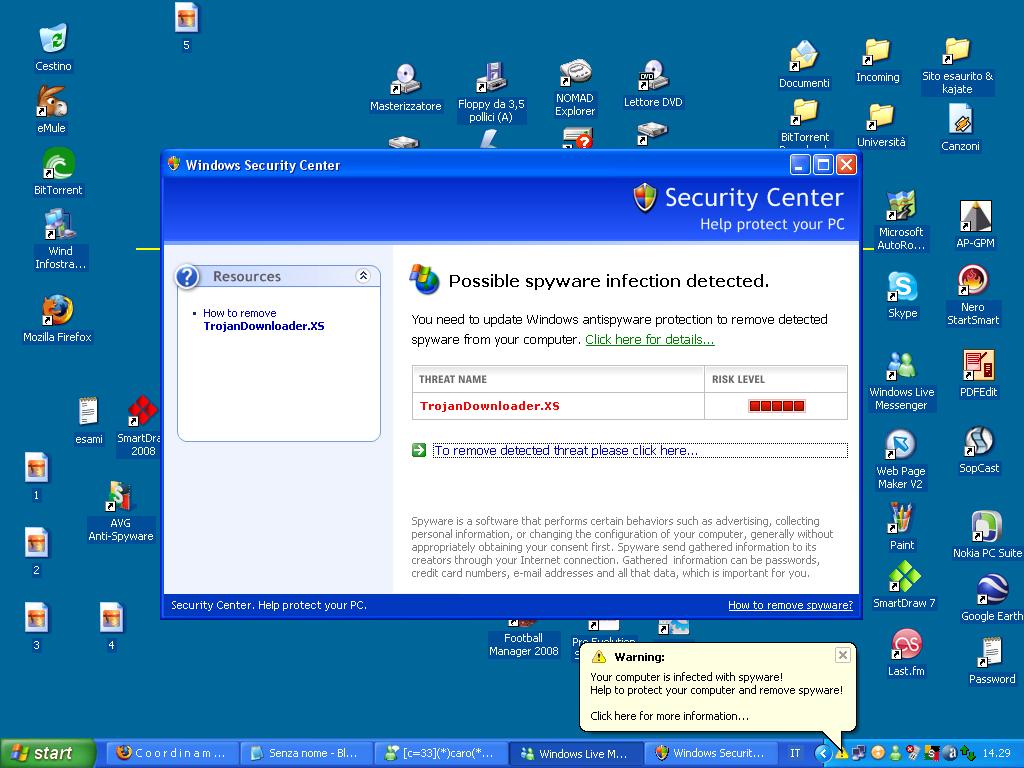 5
Cestino
eMule
BitTorrent
Wind
Infostra...
Mozilla Firefox
esami
SmartDra
2008
1
AVG
Anti-Spyware
2
3
4
Masterizzatore
Floppy da 3,5
pollici (A)
NOMAD
Explorer
Lettore DVD
Documenti
Incoming
Sito esaurito &
kajate
BitTorrent
Università
Canzoni
Windows Security Center
Security Center
Help protect your PC
Resources
How to remove
TrojanDownloader.XS
Possible spyware infection detected.
You need to update Windows antispyware protection to remove detected
spyware from your computer. Click here for details...
THREAT NAME RISK LEVEL
TrojanDownloader.XS
To remove detected threat please click here...
Spyware is a software that performs certain behaviors such as advertising, collecting
personal information, or changing the configuration of your computer, generally without
appropriately obtaining your consent first. Spyware send gathered information to its
creators through your Internet connection. Gathered information can be passwords,
credit card numbers, e-mail addresses and all that data, which is important for you.
Security Center. Help protect your PC.
How to remove spyware?
Microsoft
AutoRo...
AP-GPM
Skype
Nero
StartSmart
Windows Live
Messenger
PDFEdit
Web Page
Maker V2
SopCast
Paint
Nokia PC Suite
SmartDraw 7
Google Earth
Last.fm
Password
Football
Manager 2008
Pro Evolution
Warning:
Your computer is infected with spyware!
Help to protect your computer and remove spyware!
Click here for more information...
start
Coordinam...
Senza nome - Bl...
[c=33](*)caro(*...
Windows Live M...
Windows Securit...
IT
14.29